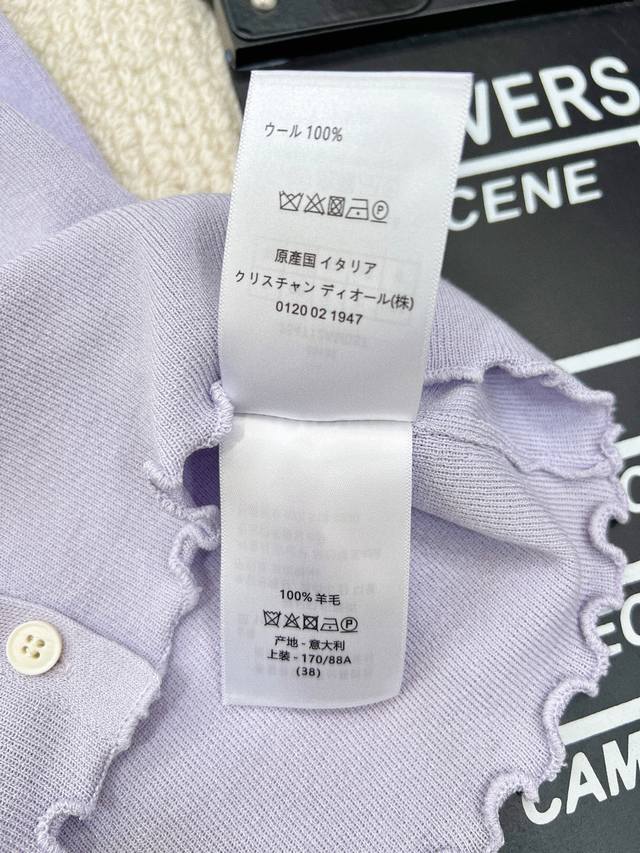 ウール 100%
原產国 イタリア
クリスチャン ディオール(株)
0120 02 1947
100% 羊毛
产地 - 意大利
上装 - 170/88A
(38)
VERS
CENE
CAM